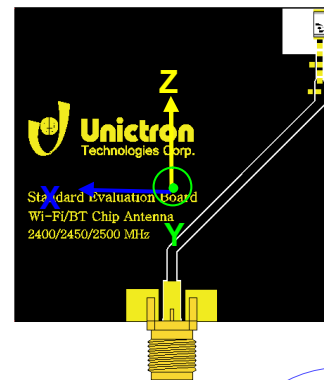 Z
Unictron
Technologies Corp.
X
Standard Evaluation Board
Wi-Fi/BT Chip Antenna
Y
2400/2450/2500 MHz